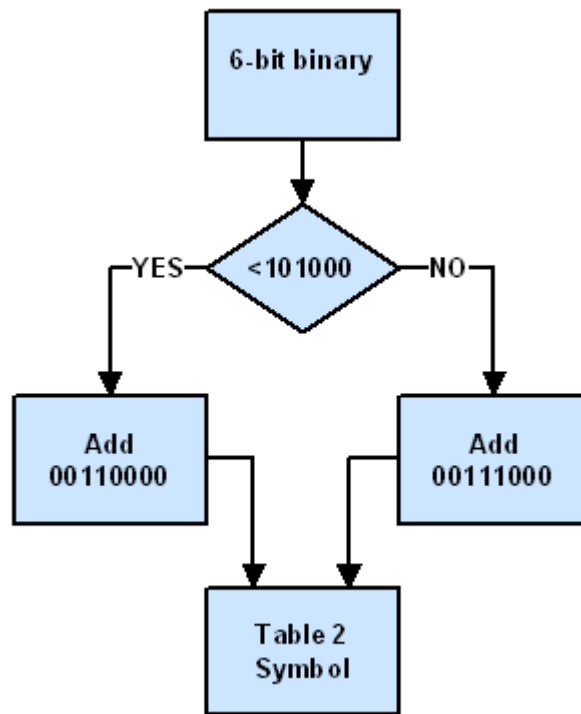 6-bit binary
<101000
YES
NO
Add
00110000
Add
00111000
Table 2
Symbol